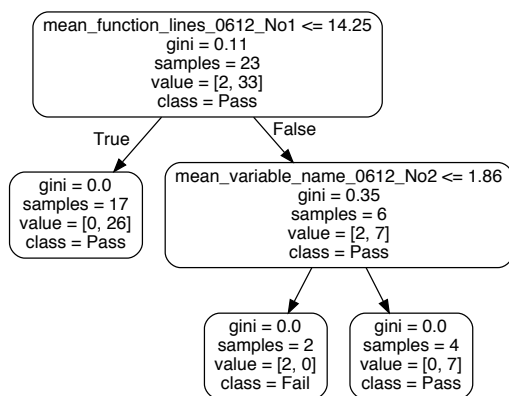 mean_function_lines_0612_No1 <= 14.25
gini = 0.11
samples = 23
value = [2, 33]
class = Pass
True
False
gini = 0.0
samples = 17
value = [0, 26]
class = Pass
mean_variable_name_0612_No2 <= 1.86
gini = 0.35
samples = 6
value = [2, 7]
class = Pass
gini = 0.0
samples = 2
value = [2, 0]
class = Fail
gini = 0.0
samples = 4
value = [0, 7]
class = Pass